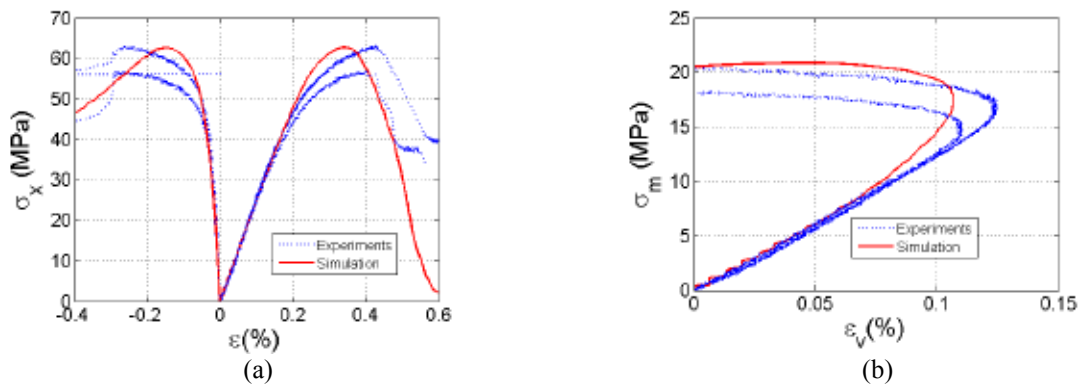 70
60
50
40
30
20
10
0
σx (MPa)
-0.4 -0.2 0 0.2 0.4 0.6
ε(%)
Experiments
Simulation
(a)
25
20
15
10
5
0
σm (MPa)
0 0.05 0.1 0.15
εv(%)
Experiments
Simulation
(b)